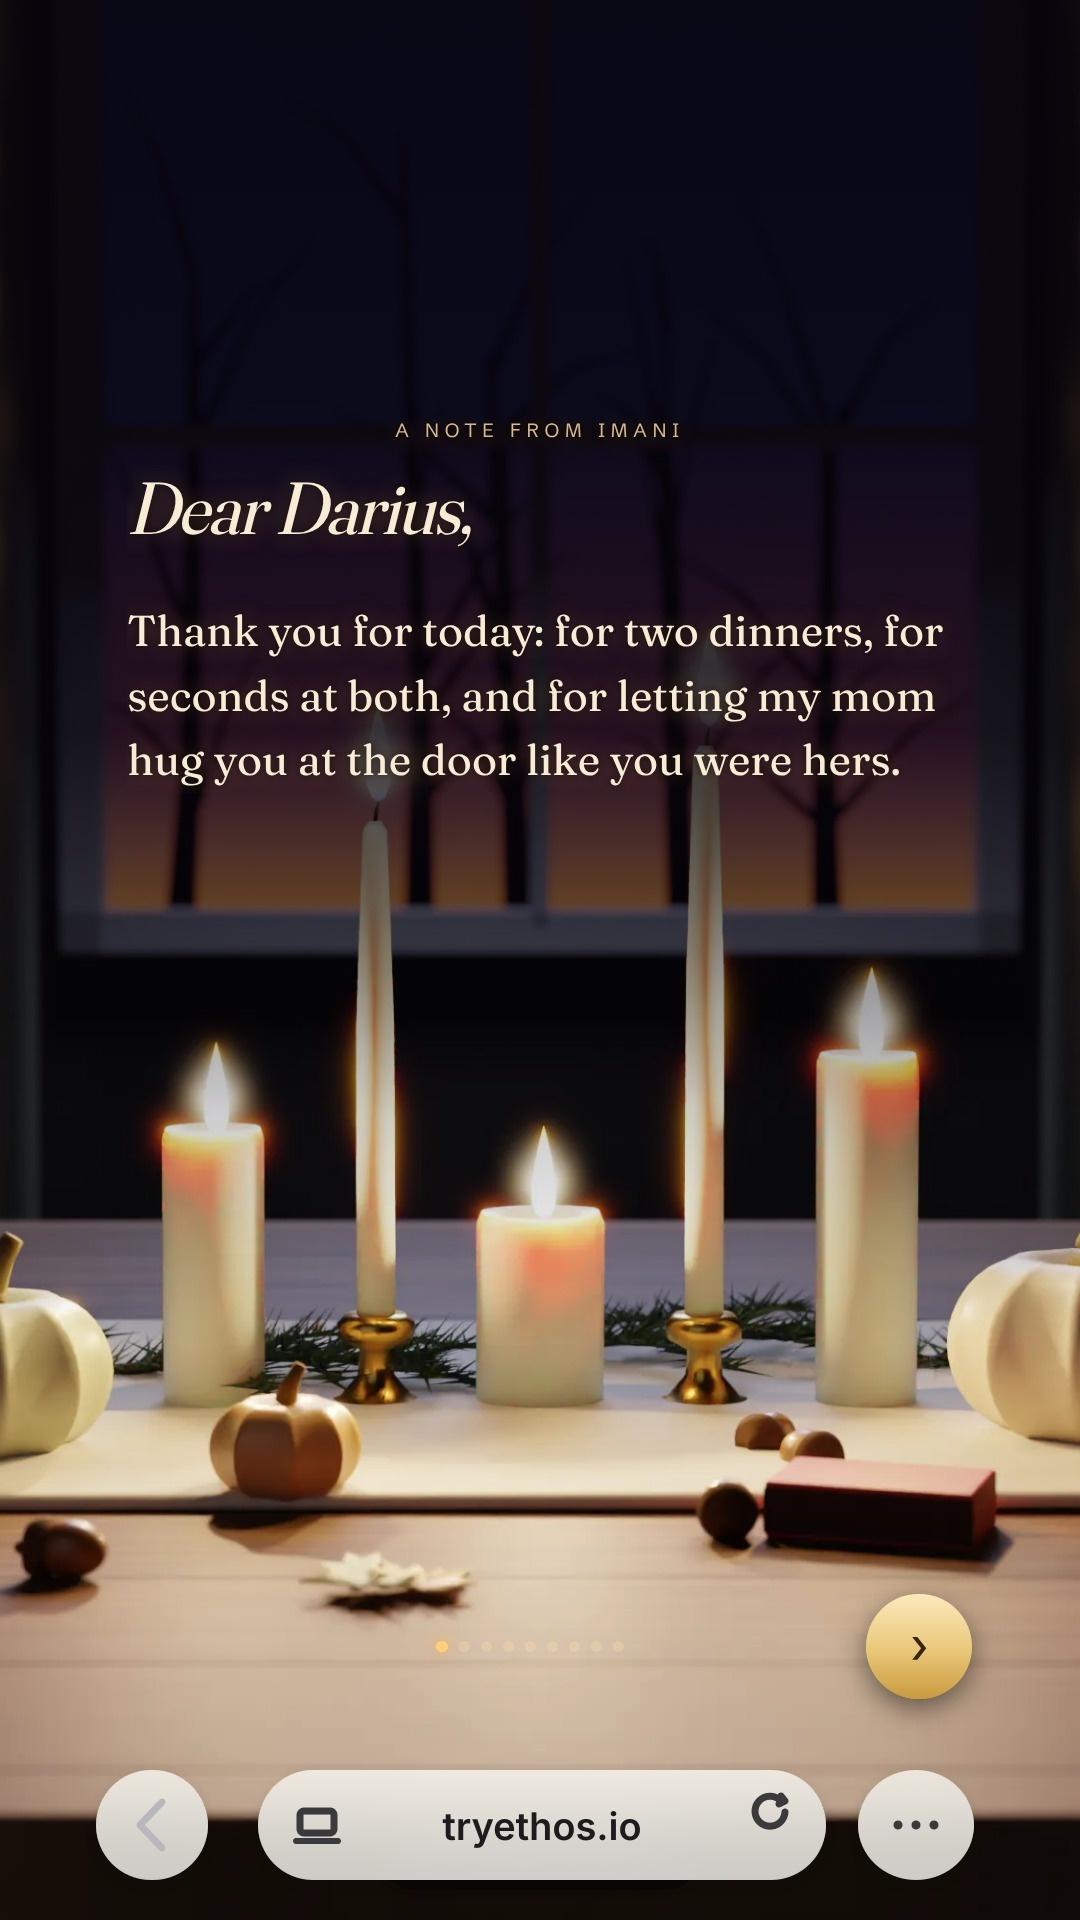 A NOTE FROM IMANI
Dear Darius,
Thank you for today: for two dinners, for
seconds at both, and for letting my mom
hug you at the door like you were hers.
›
tryethos.io